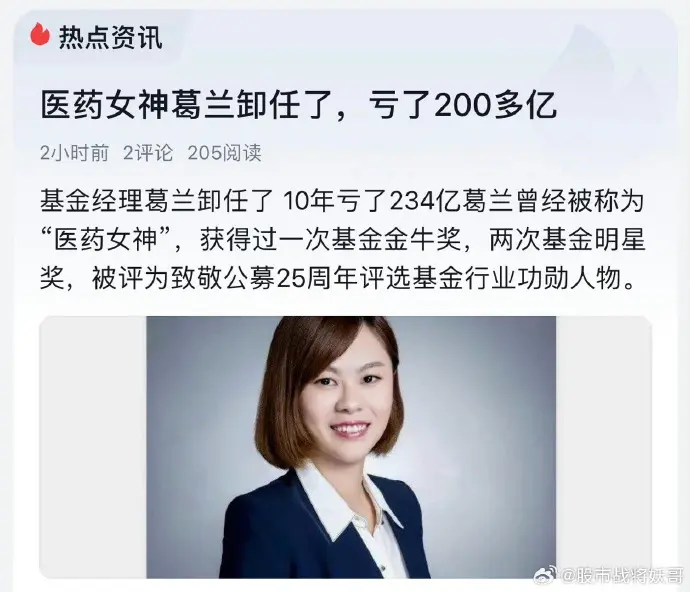 热点资讯
医药女神葛兰卸任了，亏了200多亿
2小时前 2评论 205阅读
基金经理葛兰卸任了 10年亏了234亿葛兰曾经被称为
“医药女神”，获得过一次基金金牛奖，两次基金明星
奖，被评为致敬公募25周年评选基金行业功勋人物。
@股市战将妖哥